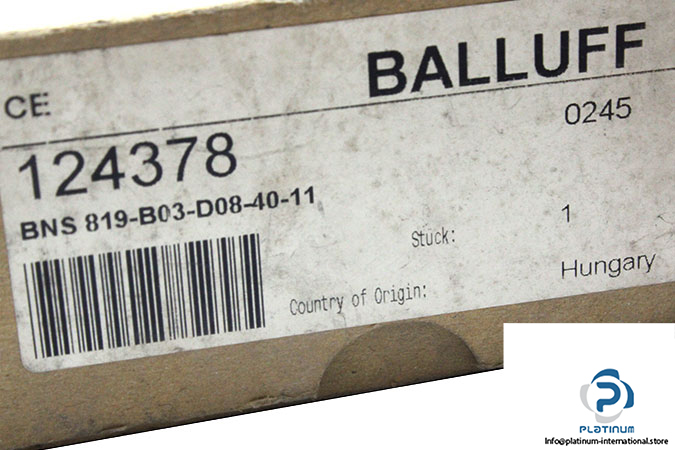 CE
BALLUFF
0245
124378
BNS 819-B03-D08-40-11
Stück: 1
Country of Origin: Hungary
PLATINUM
Info@platinum-international.store